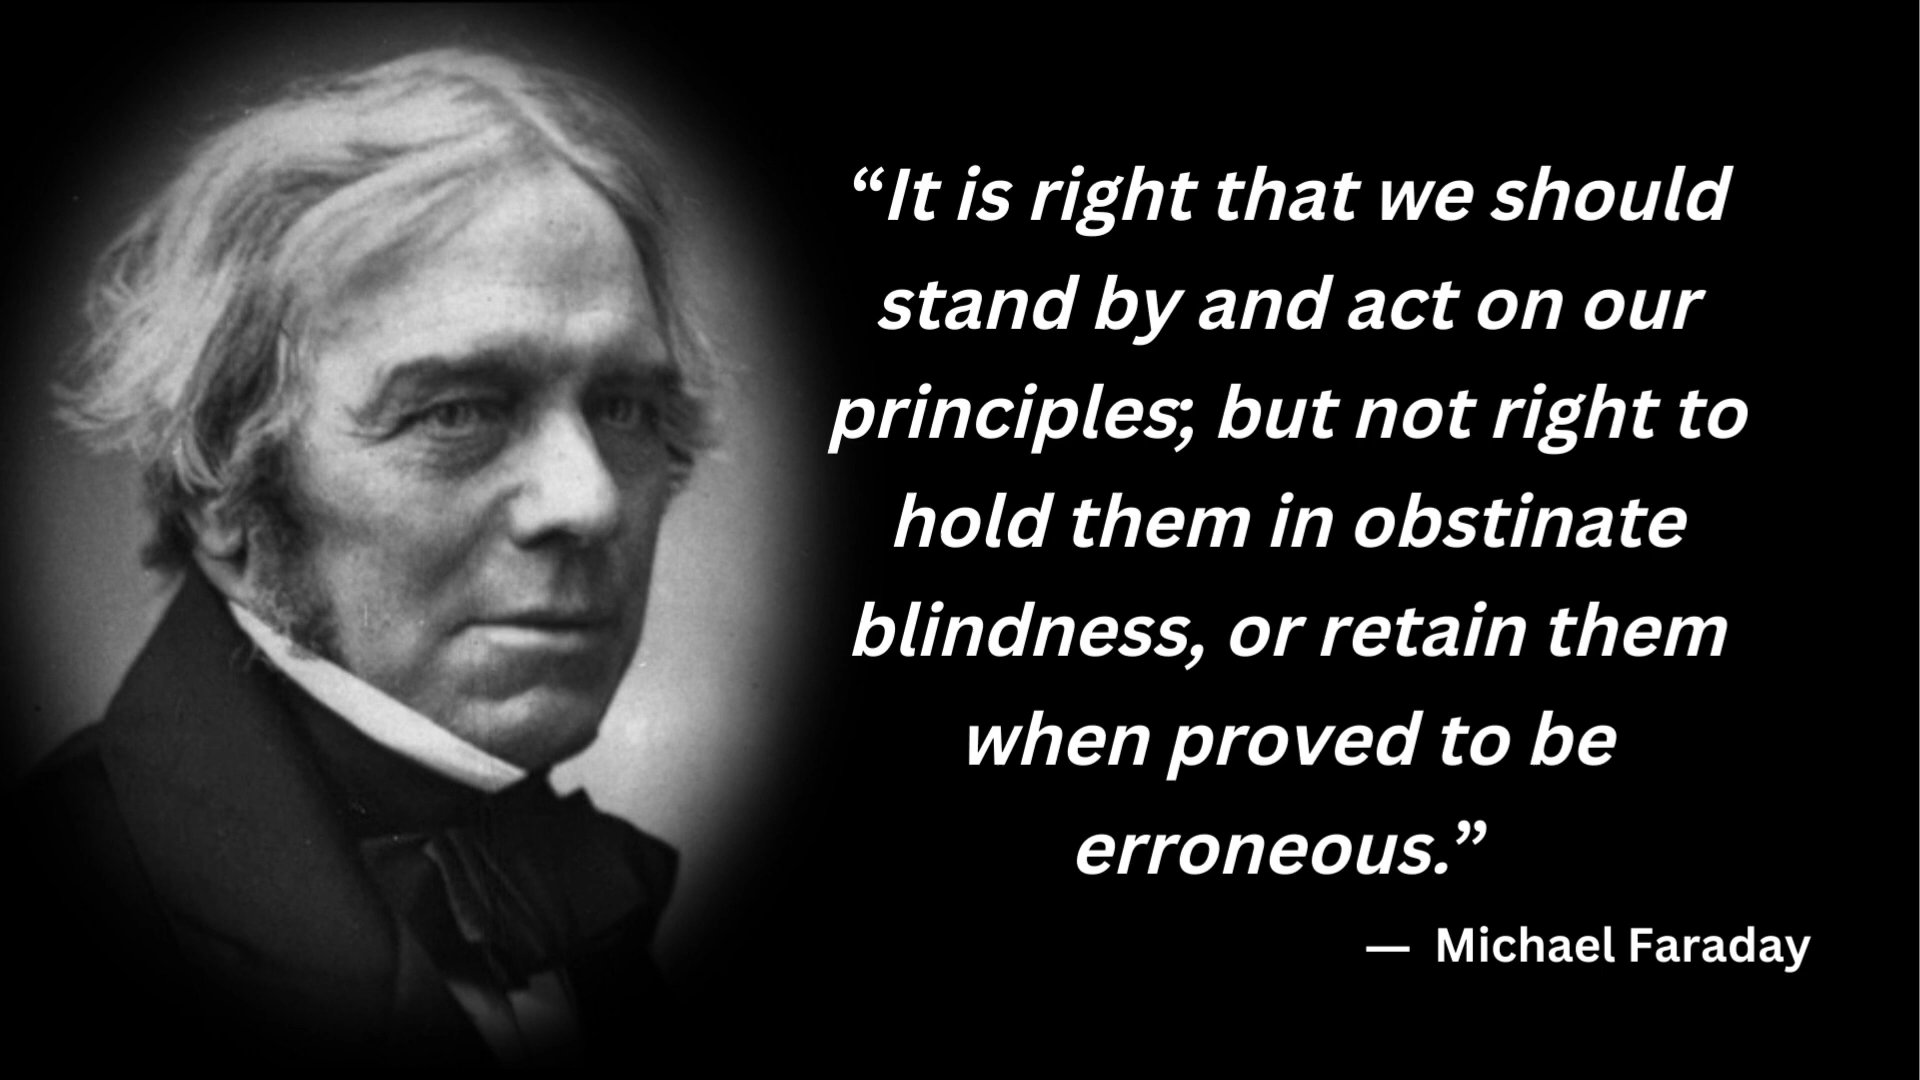 “It is right that we should
stand by and act on our
principles; but not right to
hold them in obstinate
blindness, or retain them
when proved to be
erroneous.”
— Michael Faraday